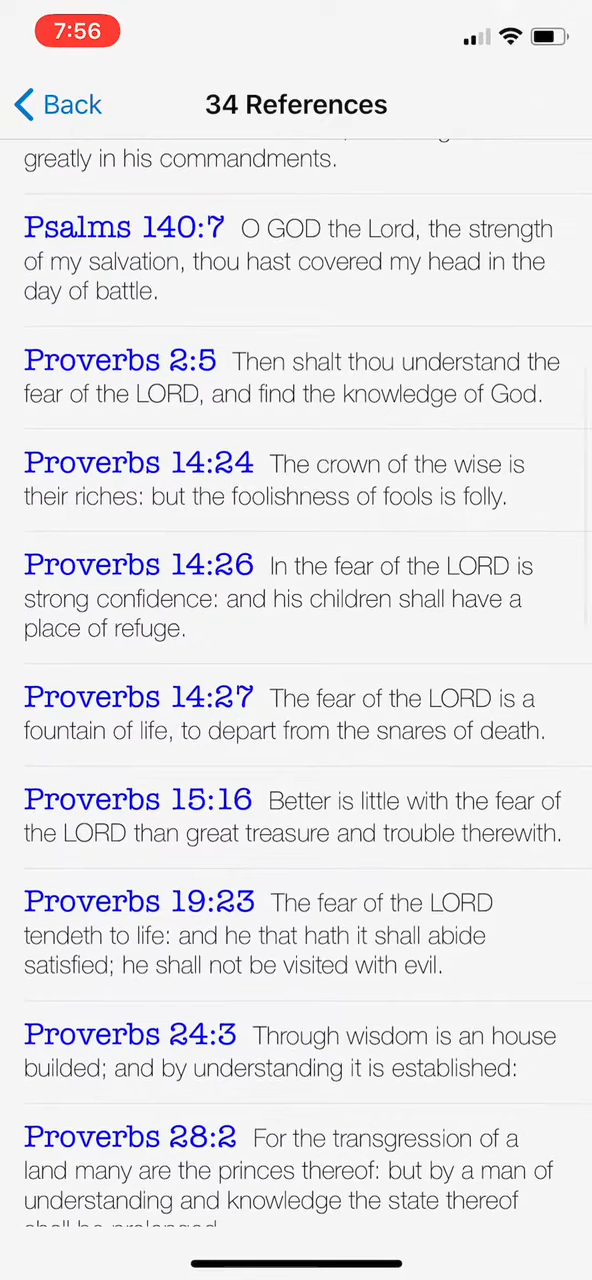 7:56
Back
34 References
greatly in his commandments.
Psalms 140:7 O GOD the Lord, the strength
of my salvation, thou hast covered my head in the
day of battle.
Proverbs 2:5 Then shalt thou understand the
fear of the LORD, and find the knowledge of God.
Proverbs 14:24 The crown of the wise is
their riches: but the foolishness of fools is folly.
Proverbs 14:26 In the fear of the LORD is
strong confidence: and his children shall have a
place of refuge.
Proverbs 14:27 The fear of the LORD is a
fountain of life, to depart from the snares of death.
Proverbs 15:16 Better is little with the fear of
the LORD than great treasure and trouble therewith.
Proverbs 19:23 The fear of the LORD
tendeth to life: and he that hath it shall abide
satisfied; he shall not be visited with evil.
Proverbs 24:3 Through wisdom is an house
builded; and by understanding it is established:
Proverbs 28:2 For the transgression of a
land many are the princes thereof: but by a man of
understanding and knowledge the state thereof
shall be prolonged